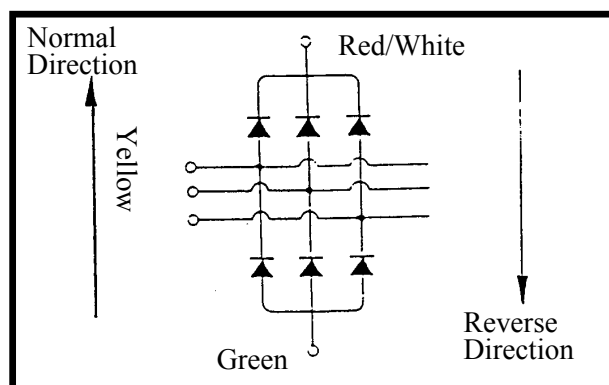 Normal
Direction
Red/White
Yellow
Green
Reverse
Direction